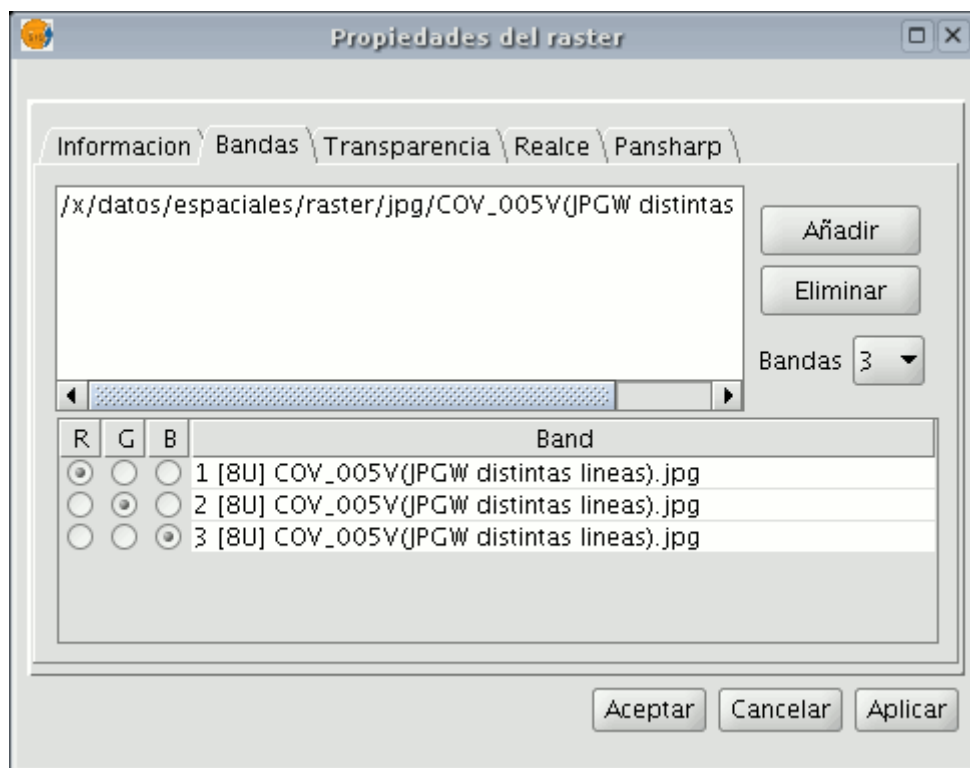 Propiedades del raster
Informacion Bandas Transparencia Realce Pansharp
/x/datos/espaciales/raster/jpg/COV_005V(JPGW distintas
Añadir
Eliminar
Bandas 3
R G B Band
1 [8U] COV_005V(JPGW distintas lineas).jpg
2 [8U] COV_005V(JPGW distintas lineas).jpg
3 [8U] COV_005V(JPGW distintas lineas).jpg
Aceptar Cancelar Aplicar